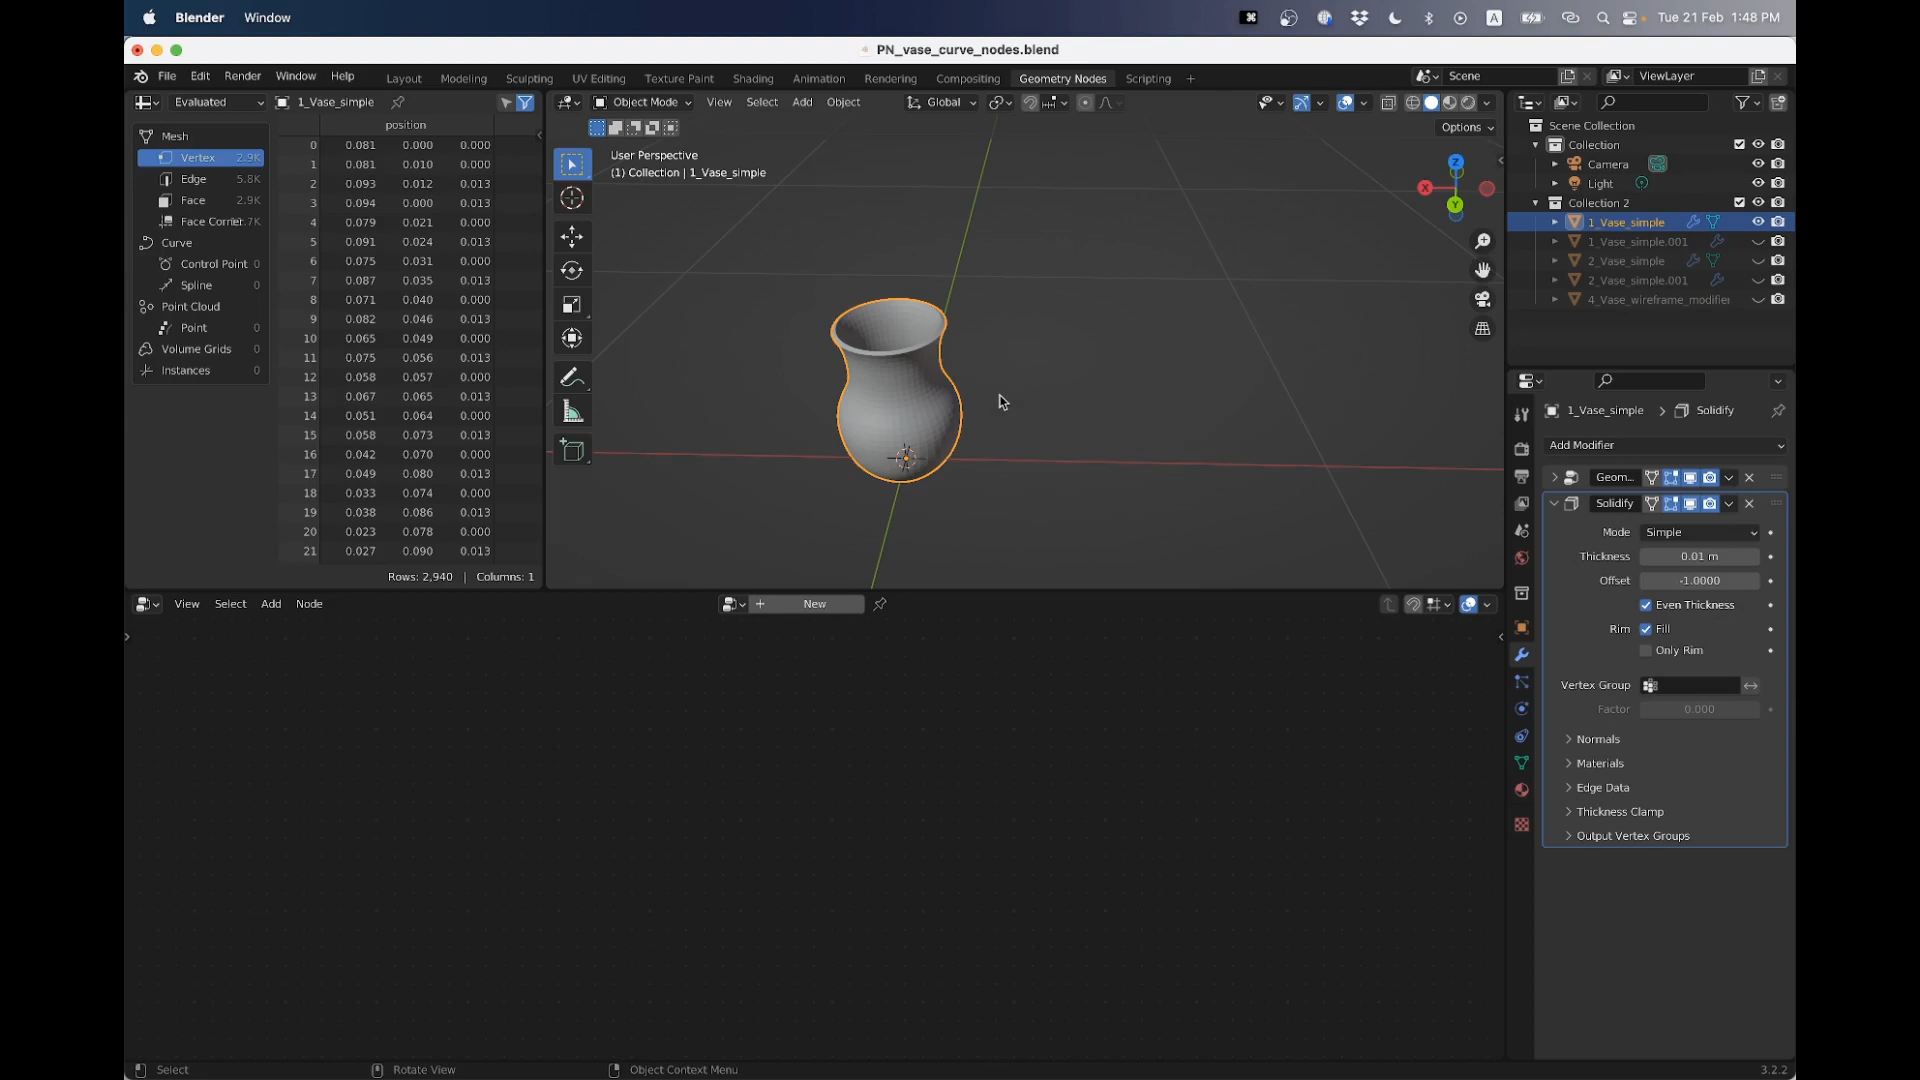 Blender Window A Tue 21 Feb 1:48 PM
PN_vase_curve_nodes.blend
File Edit Render Window Help Layout Modeling Sculpting UV Editing Texture Paint Shading Animation Rendering Compositing Geometry Nodes Scripting + Scene ViewLayer
Evaluated 1_Vase_simple
position
Mesh
Vertex 2.9K
Edge 5.8K
Face 2.9K
Face Corner
Curve
Control Point 0
Spline 0
Point Cloud
Point 0
Volume Grids 0
Instances 0
0 0.081 0.000 0.000
1 0.081 0.010 0.000
2 0.093 0.012 0.013
3 0.094 0.000 0.013
4 0.079 0.021 0.000
5 0.091 0.024 0.013
6 0.075 0.031 0.000
7 0.087 0.035 0.013
8 0.071 0.040 0.000
9 0.082 0.046 0.013
10 0.065 0.049 0.000
11 0.075 0.056 0.013
12 0.058 0.057 0.000
13 0.067 0.065 0.013
14 0.051 0.064 0.000
15 0.058 0.073 0.013
16 0.042 0.070 0.000
17 0.049 0.080 0.013
18 0.033 0.074 0.000
19 0.038 0.086 0.013
20 0.023 0.078 0.000
21 0.027 0.090 0.013
Rows: 2,940 | Columns: 1
Object Mode View Select Add Object Global
Options
User Perspective
(1) Collection | 1_Vase_simple
Z
X
Y
Scene Collection
Collection
Camera
Light
Collection 2
1_Vase_simple
1_Vase_simple.001
2_Vase_simple
2_Vase_simple.001
4_Vase_wireframe_modifier
1_Vase_simple > Solidify
Add Modifier
Geom...
Solidify
Mode Simple
Thickness 0.01 m
Offset -1.0000
Even Thickness
Rim Fill
Only Rim
Vertex Group
Factor 0.000
Normals
Materials
Edge Data
Thickness Clamp
Output Vertex Groups
View Select Add Node + New
Select Rotate View Object Context Menu 3.2.2